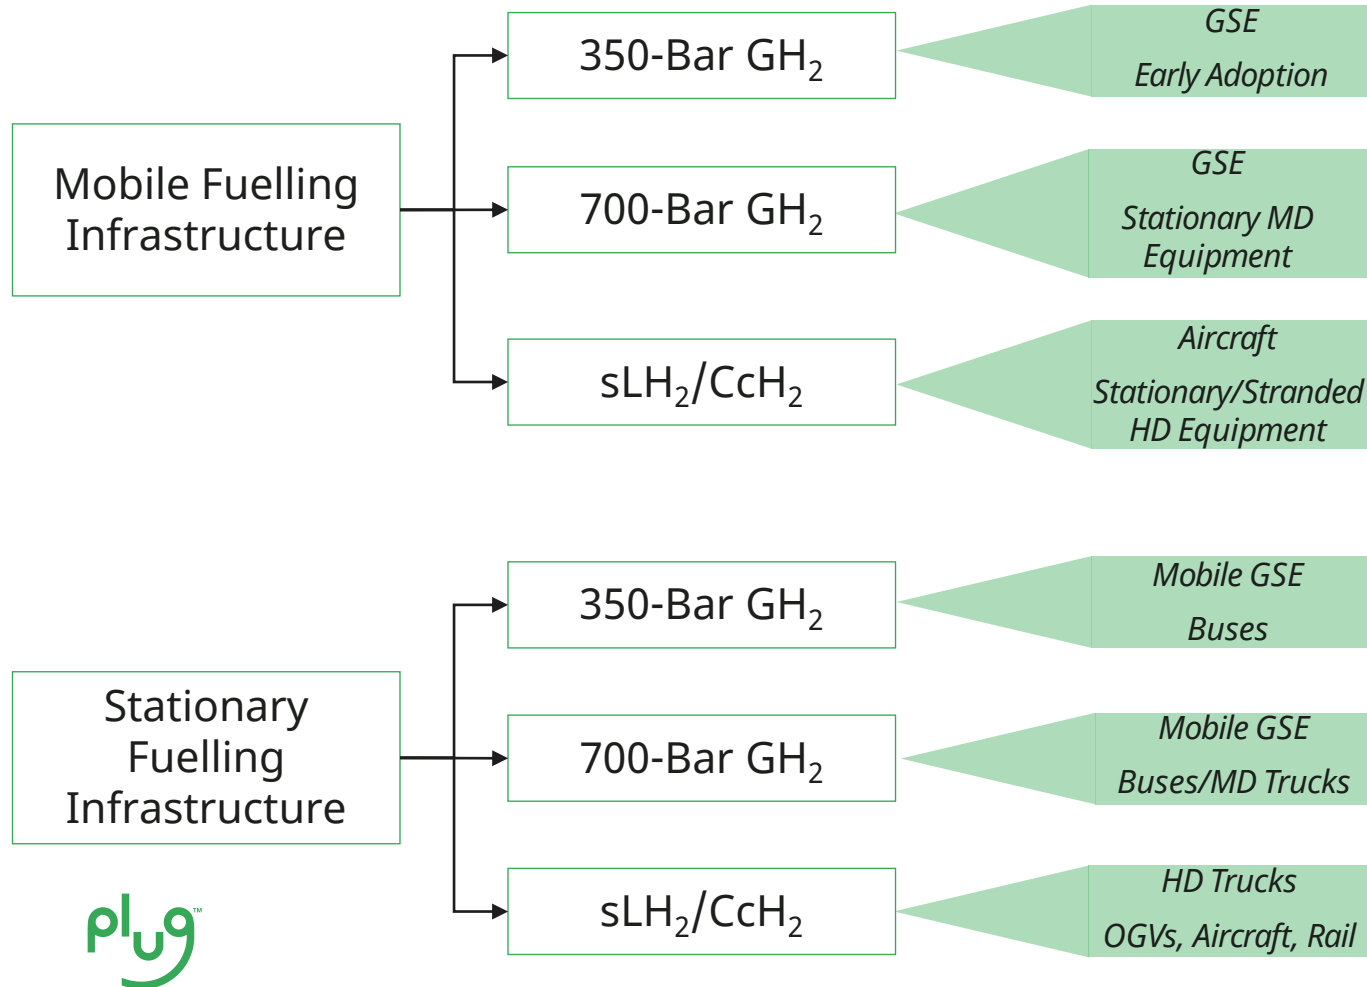 Mobile Fuelling
Infrastructure
350-Bar GH₂
GSE
Early Adoption
700-Bar GH₂
GSE
Stationary MD
Equipment
sLH₂/CcH₂
Aircraft
Stationary/Stranded
HD Equipment
Stationary
Fuelling
Infrastructure
350-Bar GH₂
Mobile GSE
Buses
700-Bar GH₂
Mobile GSE
Buses/MD Trucks
sLH₂/CcH₂
HD Trucks
OGVs, Aircraft, Rail
plug™